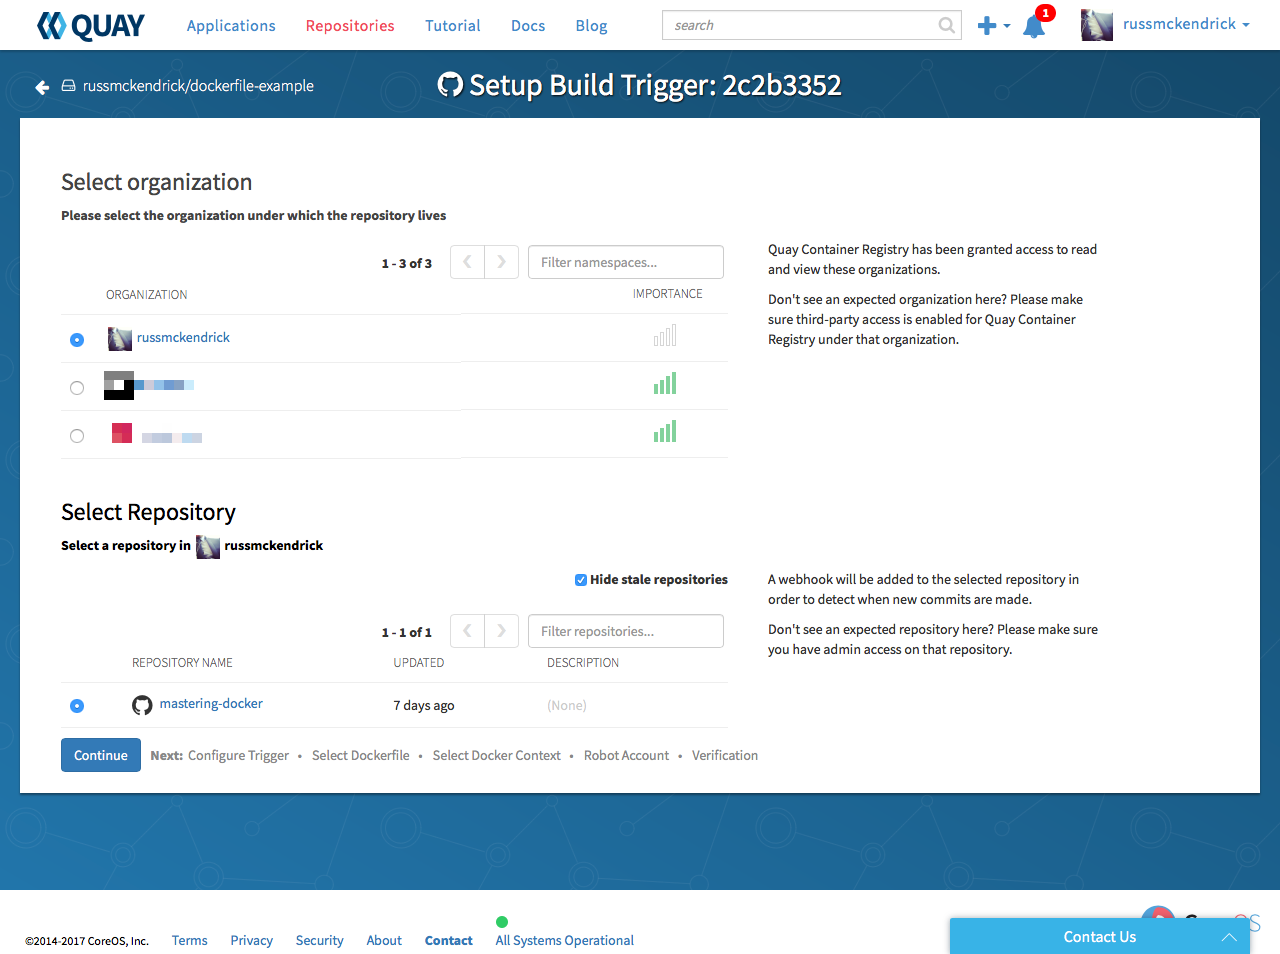 QUAY Applications Repositories Tutorial Docs Blog search 1 russmckendrick
russmckendrick/dockerfile-example Setup Build Trigger: 2c2b3352
Select organization
Please select the organization under which the repository lives
1 - 3 of 3 Filter namespaces...
ORGANIZATION IMPORTANCE
russmckendrick
Quay Container Registry has been granted access to read
and view these organizations.
Don't see an expected organization here? Please make
sure third-party access is enabled for Quay Container
Registry under that organization.
Select Repository
Select a repository in russmckendrick
Hide stale repositories
1 - 1 of 1 Filter repositories...
REPOSITORY NAME UPDATED DESCRIPTION
mastering-docker 7 days ago (None)
A webhook will be added to the selected repository in
order to detect when new commits are made.
Don't see an expected repository here? Please make sure
you have admin access on that repository.
Continue Next: Configure Trigger • Select Dockerfile • Select Docker Context • Robot Account • Verification
©2014-2017 CoreOS, Inc. Terms Privacy Security About Contact All Systems Operational
Contact Us